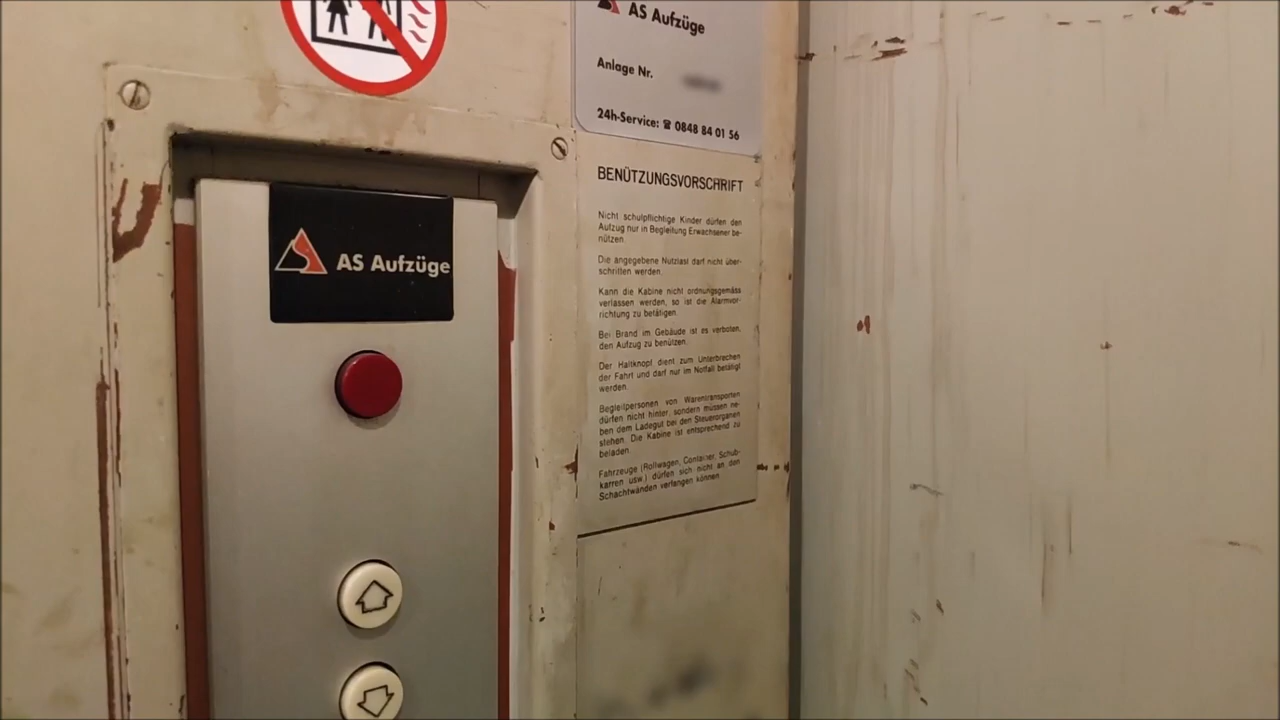 AS Aufzüge
Anlage Nr.
24h-Service: ☎ 0848 84 01 56
BENÜTZUNGSVORSCHRIFT
Nicht schulpflichtige Kinder dürfen den
Aufzug nur in Begleitung Erwachsener be-
nützen.
Die angegebene Nutzlast darf nicht über-
schritten werden.
Kann die Kabine nicht ordnungsgemäss
verlassen werden, so ist die Alarmvor-
richtung zu betätigen.
Bei Brand im Gebäude ist es verboten,
den Aufzug zu benützen.
Der Haltknopf dient zum Unterbrechen
der Fahrt und darf nur im Notfall betätigt
werden.
Begleitpersonen von Warentransporten
dürfen nicht hinter, sondern müssen ne-
ben dem Ladegut bei den Steuerorganen
stehen. Die Kabine ist entsprechend zu
beladen.
Fahrzeuge (Rollwagen, Container, Schub-
karren usw.) dürfen sich nicht an den
Schachtwänden verfangen können.
AS Aufzüge